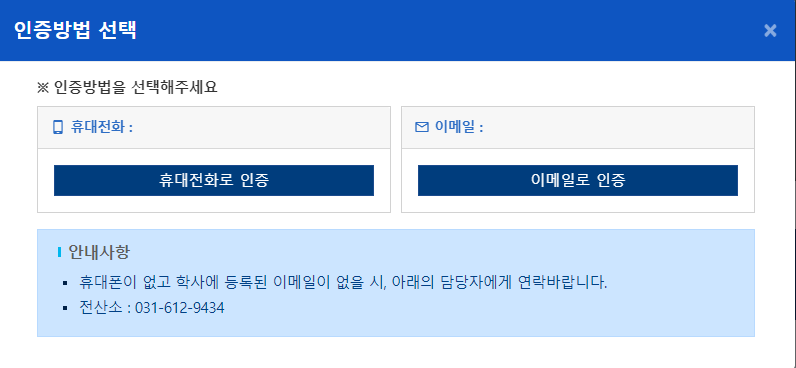 인증방법 선택
×
※ 인증방법을 선택해주세요
휴대전화 :
이메일 :
휴대전화로 인증
이메일로 인증
안내사항
▪ 휴대폰이 없고 학사에 등록된 이메일이 없을 시, 아래의 담당자에게 연락바랍니다.
▪ 전산소 : 031-612-9434